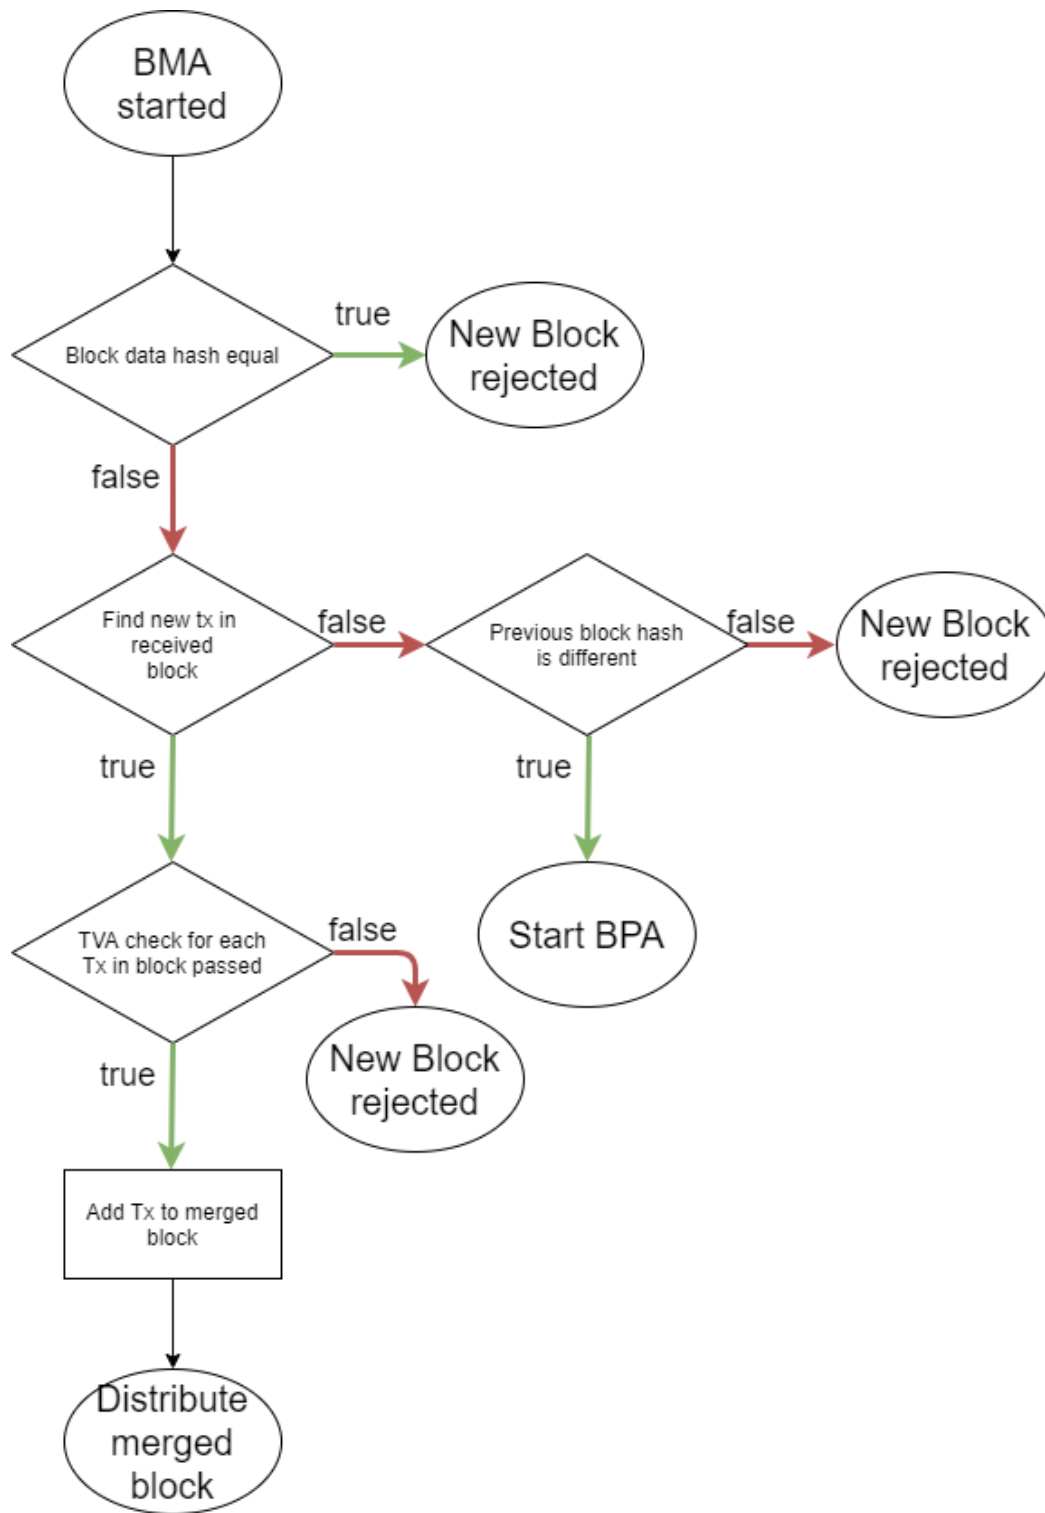 BMA
started
true
New Block
rejected
Block data hash equal
false
Find new tx in
received
block
false
Previous block hash
is different
false
New Block
rejected
true
true
TVA check for each
Tx in block passed
false
Start BPA
New Block
rejected
true
Add Tx to merged
block
Distribute
merged
block